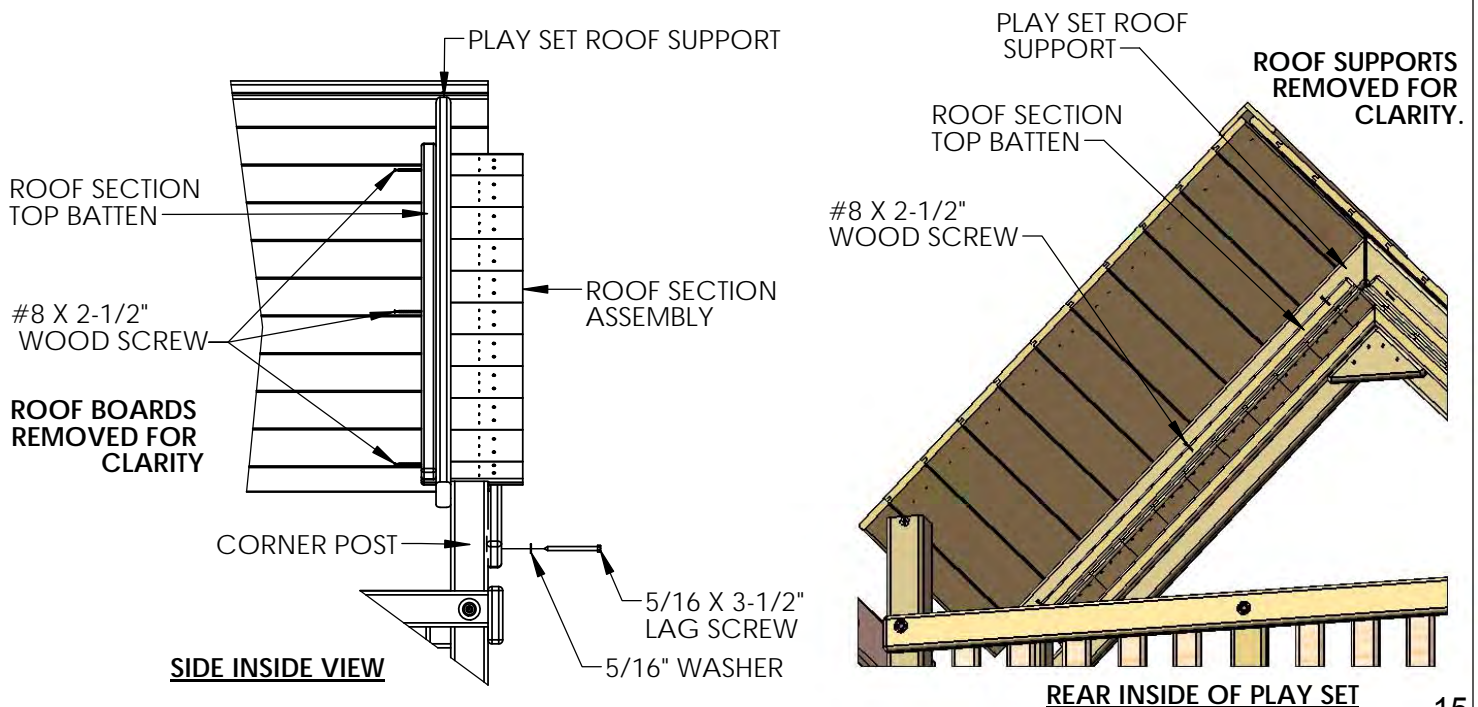 PLAY SET ROOF SUPPORT
ROOF SECTION
TOP BATTEN
#8 X 2-1/2"
WOOD SCREW
ROOF BOARDS
REMOVED FOR
CLARITY
ROOF SECTION
ASSEMBLY
CORNER POST
5/16 X 3-1/2"
LAG SCREW
5/16" WASHER
SIDE INSIDE VIEW
PLAY SET ROOF
SUPPORT
ROOF SUPPORTS
REMOVED FOR
CLARITY.
ROOF SECTION
TOP BATTEN
#8 X 2-1/2"
WOOD SCREW
REAR INSIDE OF PLAY SET
15